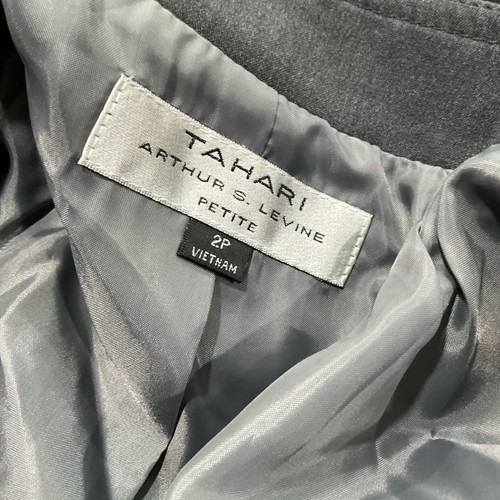 TAHARI
ARTHUR S. LEVINE
PETITE
2P
VIETNAM